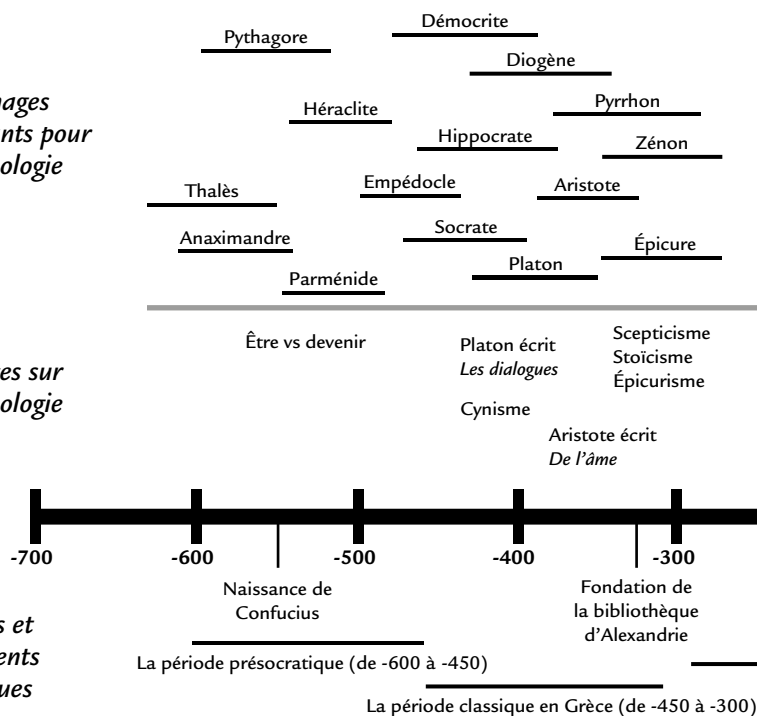 Démocrite
Pythagore
Diogène
Pyrrhon
Héraclite
Hippocrate
Zénon
Empédocle
Aristote
Thalès
Socrate
Anaximandre
Épicure
Platon
Parménide
Être vs devenir
Platon écrit
Les dialogues
Cynisme
Aristote écrit
De l'âme
Scepticisme
Stoïcisme
Épicurisme
-700 -600 -500 -400 -300
Naissance de
Confucius
Fondation de
la bibliothèque
d'Alexandrie
s et
La période présocratique (de -600 à -450)
La période classique en Grèce (de -450 à -300)